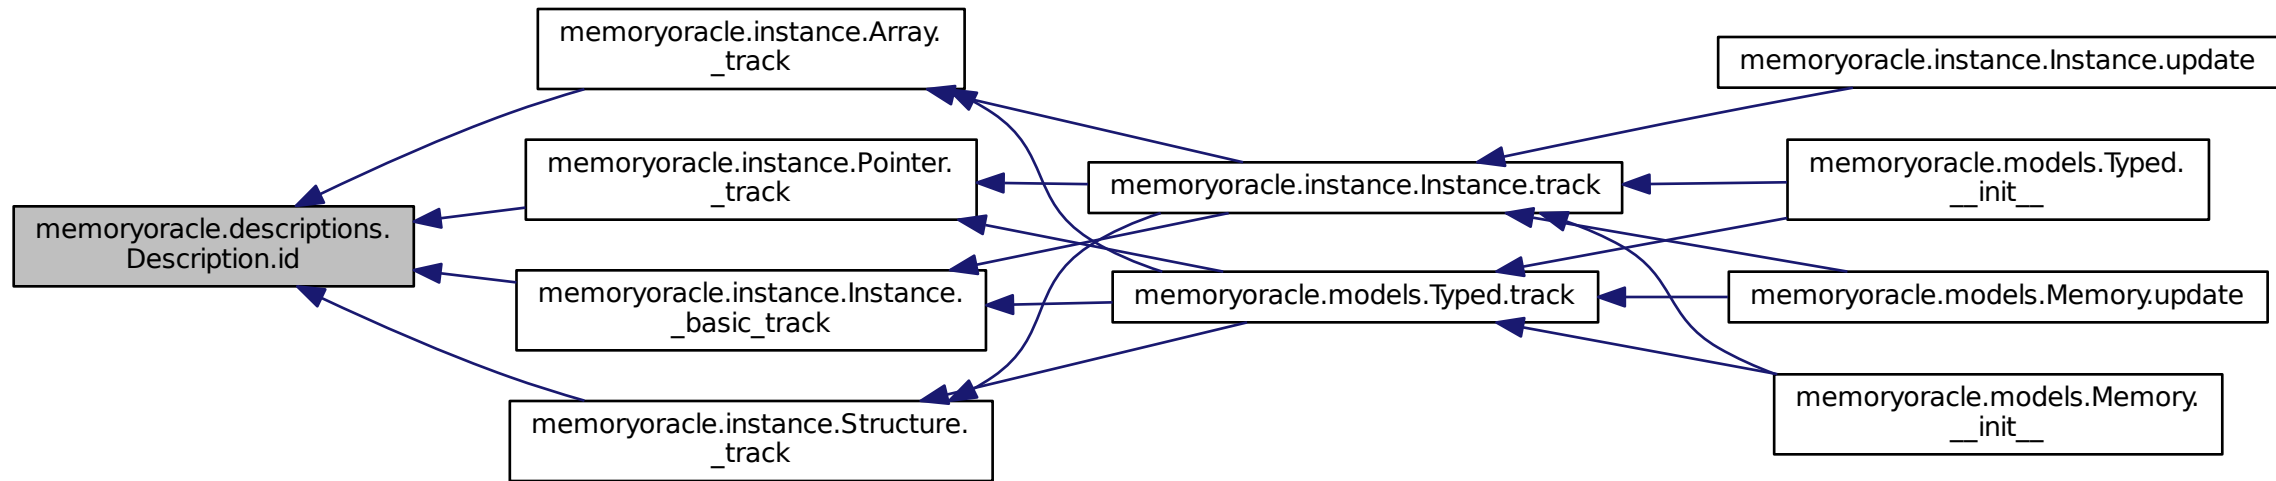 memoryoracle.descriptions.
Description.id
memoryoracle.instance.Array.
_track
memoryoracle.instance.Pointer.
_track
memoryoracle.instance.Instance.
_basic_track
memoryoracle.instance.Structure.
_track
memoryoracle.instance.Instance.track
memoryoracle.models.Typed.track
memoryoracle.instance.Instance.update
memoryoracle.models.Typed.
__init__
memoryoracle.models.Memory.update
memoryoracle.models.Memory.
__init__